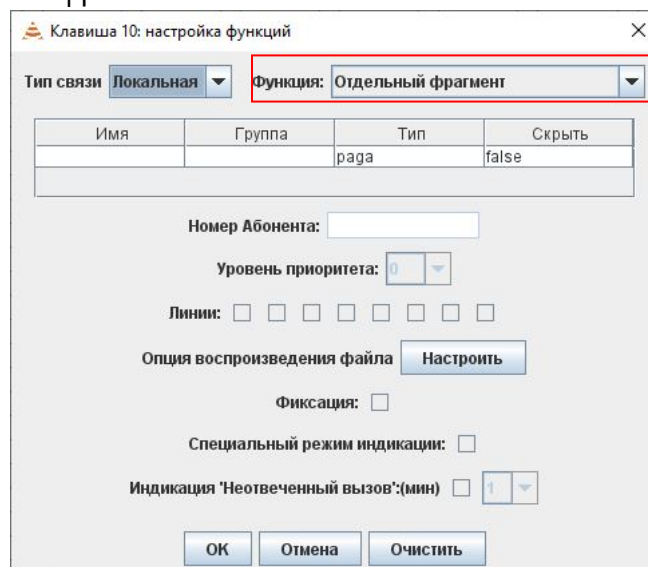 Клавиша 10: настройка функций
Тип связи Локальная Функция: Отдельный фрагмент
Имя Группа Тип Скрыть
paga false
Номер Абонента:
Уровень приоритета: 0
Линии:
Опция воспроизведения файла Настроить
Фиксация:
Специальный режим индикации:
Индикация 'Неотвеченный вызов':(мин) 1
ОК Отмена Очистить